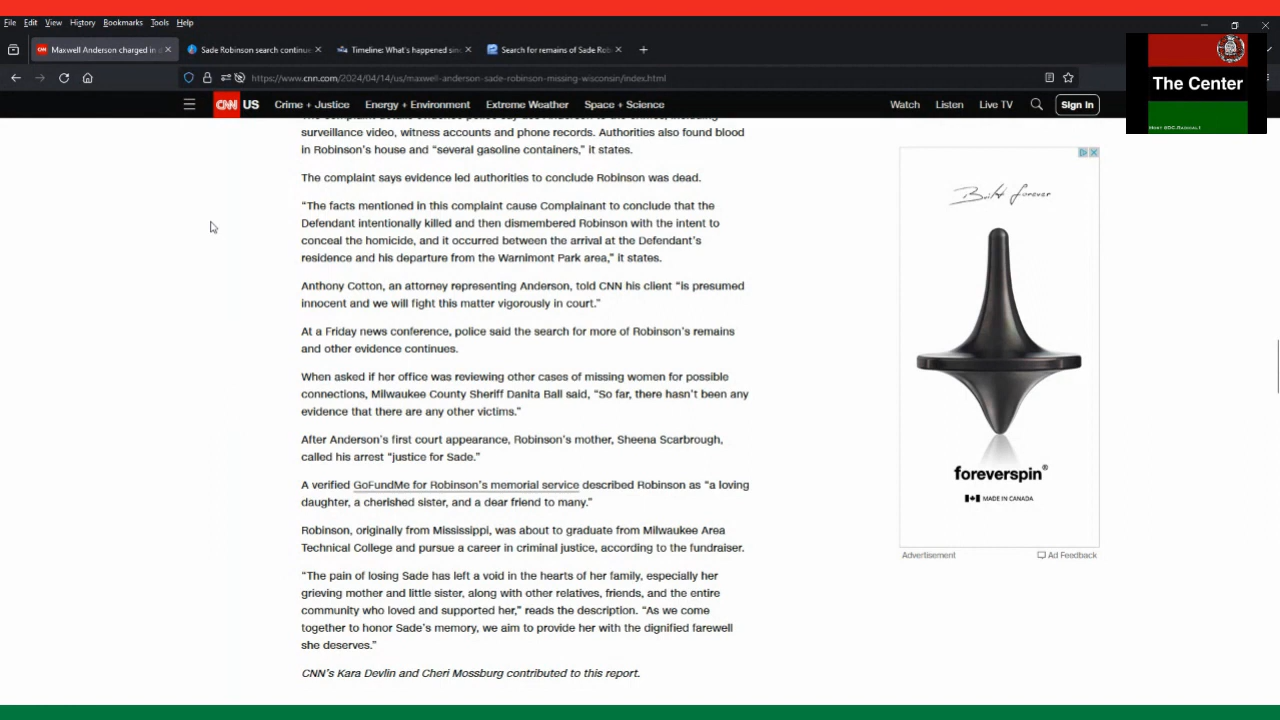 File Edit View History Bookmarks Tools Help
Maxwell Anderson charged in d
Sade Robinson search continue
Timeline: What's happened sinc
Search for remains of Sade Rob
https://www.cnn.com/2024/04/14/us/maxwell-anderson-sade-robinson-missing-wisconsin/index.html
The Center
CNN US Crime + Justice Energy + Environment Extreme Weather Space + Science Watch Listen Live TV Sign in
surveillance video, witness accounts and phone records. Authorities also found blood
in Robinson's house and “several gasoline containers,” it states.
The complaint says evidence led authorities to conclude Robinson was dead.
“The facts mentioned in this complaint cause Complainant to conclude that the
Defendant intentionally killed and then dismembered Robinson with the intent to
conceal the homicide, and it occurred between the arrival at the Defendant's
residence and his departure from the Warnimont Park area,” it states.
Anthony Cotton, an attorney representing Anderson, told CNN his client “is presumed
innocent and we will fight this matter vigorously in court.”
At a Friday news conference, police said the search for more of Robinson's remains
and other evidence continues.
When asked if her office was reviewing other cases of missing women for possible
connections, Milwaukee County Sheriff Danita Ball said, “So far, there hasn't been any
evidence that there are any other victims.”
After Anderson's first court appearance, Robinson's mother, Sheena Scarbrough,
called his arrest “justice for Sade.”
A verified GoFundMe for Robinson's memorial service described Robinson as “a loving
daughter, a cherished sister, and a dear friend to many.”
Robinson, originally from Mississippi, was about to graduate from Milwaukee Area
Technical College and pursue a career in criminal justice, according to the fundraiser.
“The pain of losing Sade has left a void in the hearts of her family, especially her
grieving mother and little sister, along with other relatives, friends, and the entire
community who loved and supported her,” reads the description. “As we come
together to honor Sade's memory, we aim to provide her with the dignified farewell
she deserves.”
CNN's Kara Devlin and Cheri Mossburg contributed to this report.
Built forever
foreverspin®
MADE IN CANADA
Advertisement
Ad Feedback